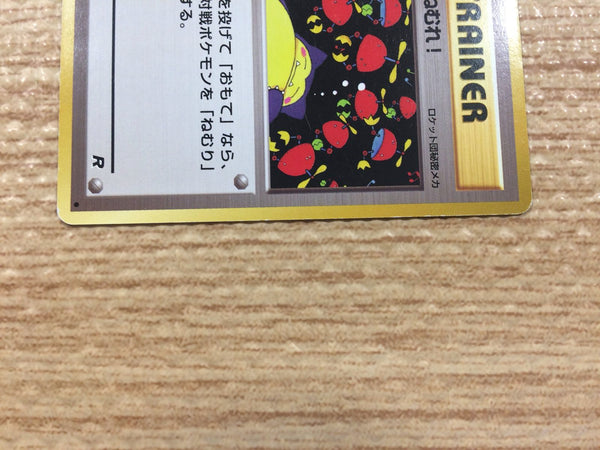 TRAINER
ねむれ！
ロケット団秘密メカ
を投げて「おもて」なら、
対戦ポケモンを「ねむり」
する。
R